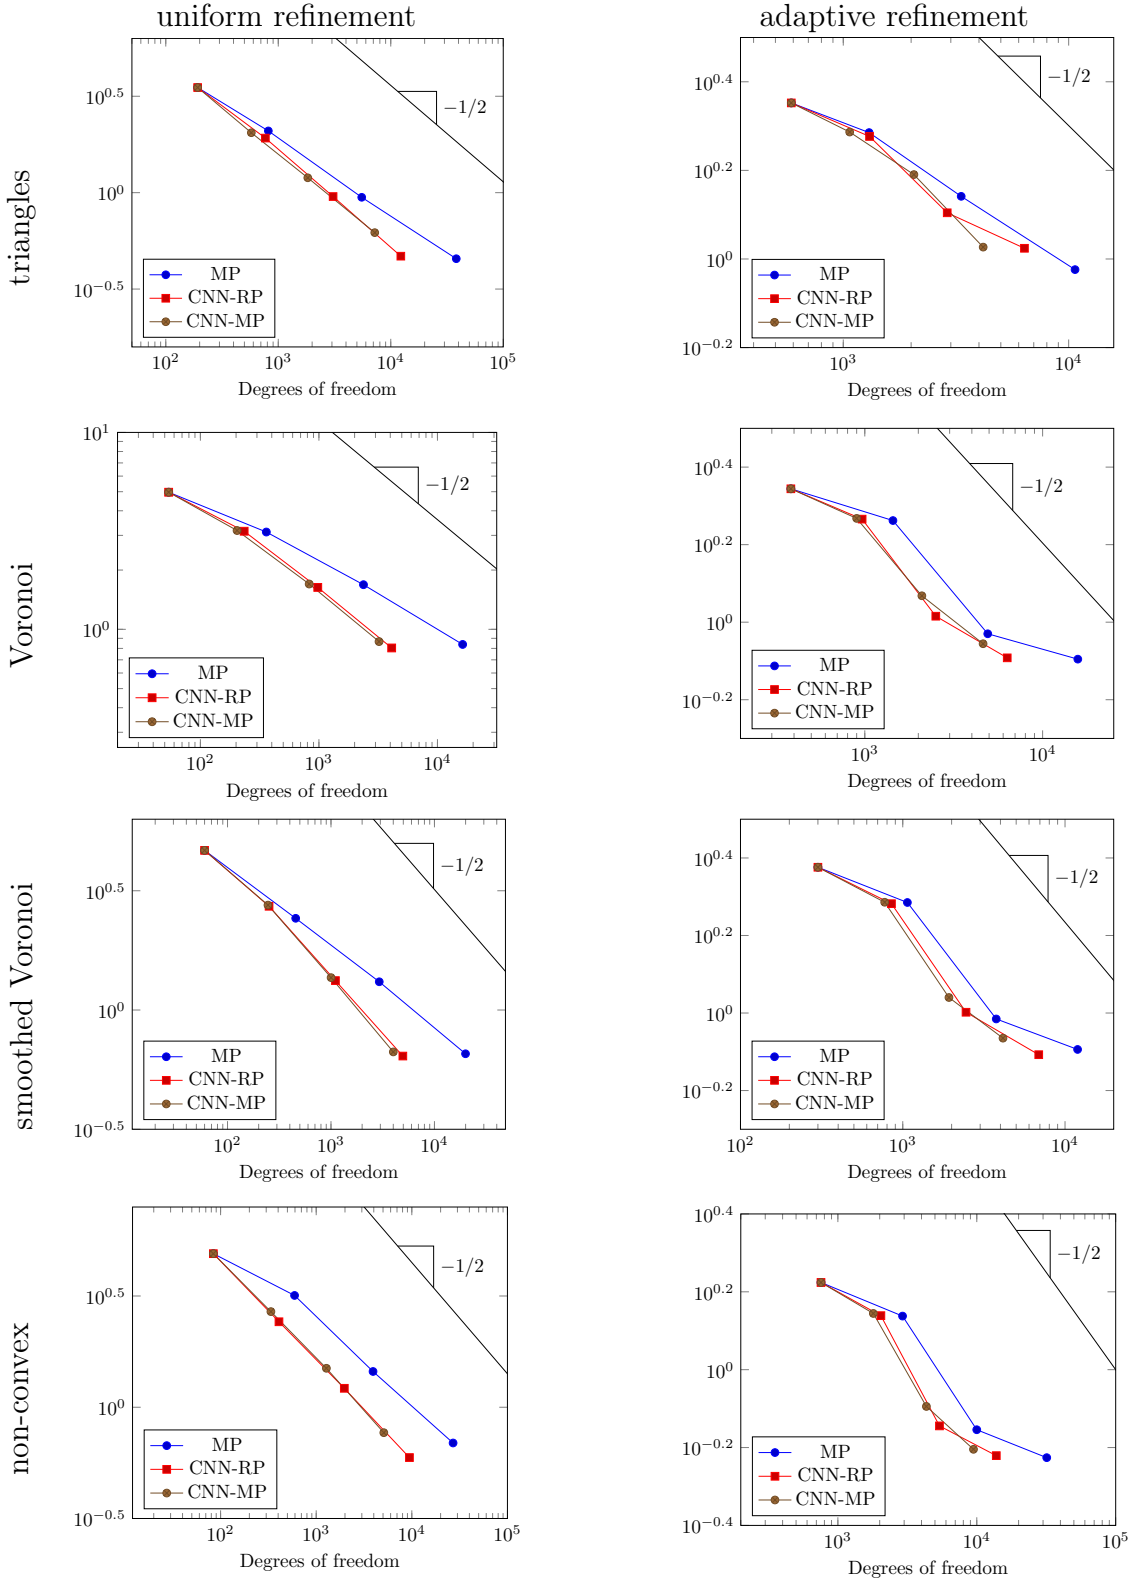 uniform refinement
adaptive refinement
triangles
10^0.5
10^0
10^−0.5
−1/2
MP
CNN-RP
CNN-MP
10^2 10^3 10^4 10^5
Degrees of freedom
10^0.4
10^0.2
10^0
10^−0.2
−1/2
MP
CNN-RP
CNN-MP
10^3 10^4
Degrees of freedom
Voronoi
10^1
10^0
−1/2
MP
CNN-RP
CNN-MP
10^2 10^3 10^4
Degrees of freedom
10^0.4
10^0.2
10^0
10^−0.2
−1/2
MP
CNN-RP
CNN-MP
10^3 10^4
Degrees of freedom
smoothed Voronoi
10^0.5
10^0
10^−0.5
−1/2
MP
CNN-RP
CNN-MP
10^2 10^3 10^4
Degrees of freedom
10^0.4
10^0.2
10^0
10^−0.2
−1/2
MP
CNN-RP
CNN-MP
10^2 10^3 10^4
Degrees of freedom
non-convex
10^0.5
10^0
10^−0.5
−1/2
MP
CNN-RP
CNN-MP
10^2 10^3 10^4 10^5
Degrees of freedom
10^0.4
10^0.2
10^0
10^−0.2
10^−0.4
−1/2
MP
CNN-RP
CNN-MP
10^3 10^4 10^5
Degrees of freedom